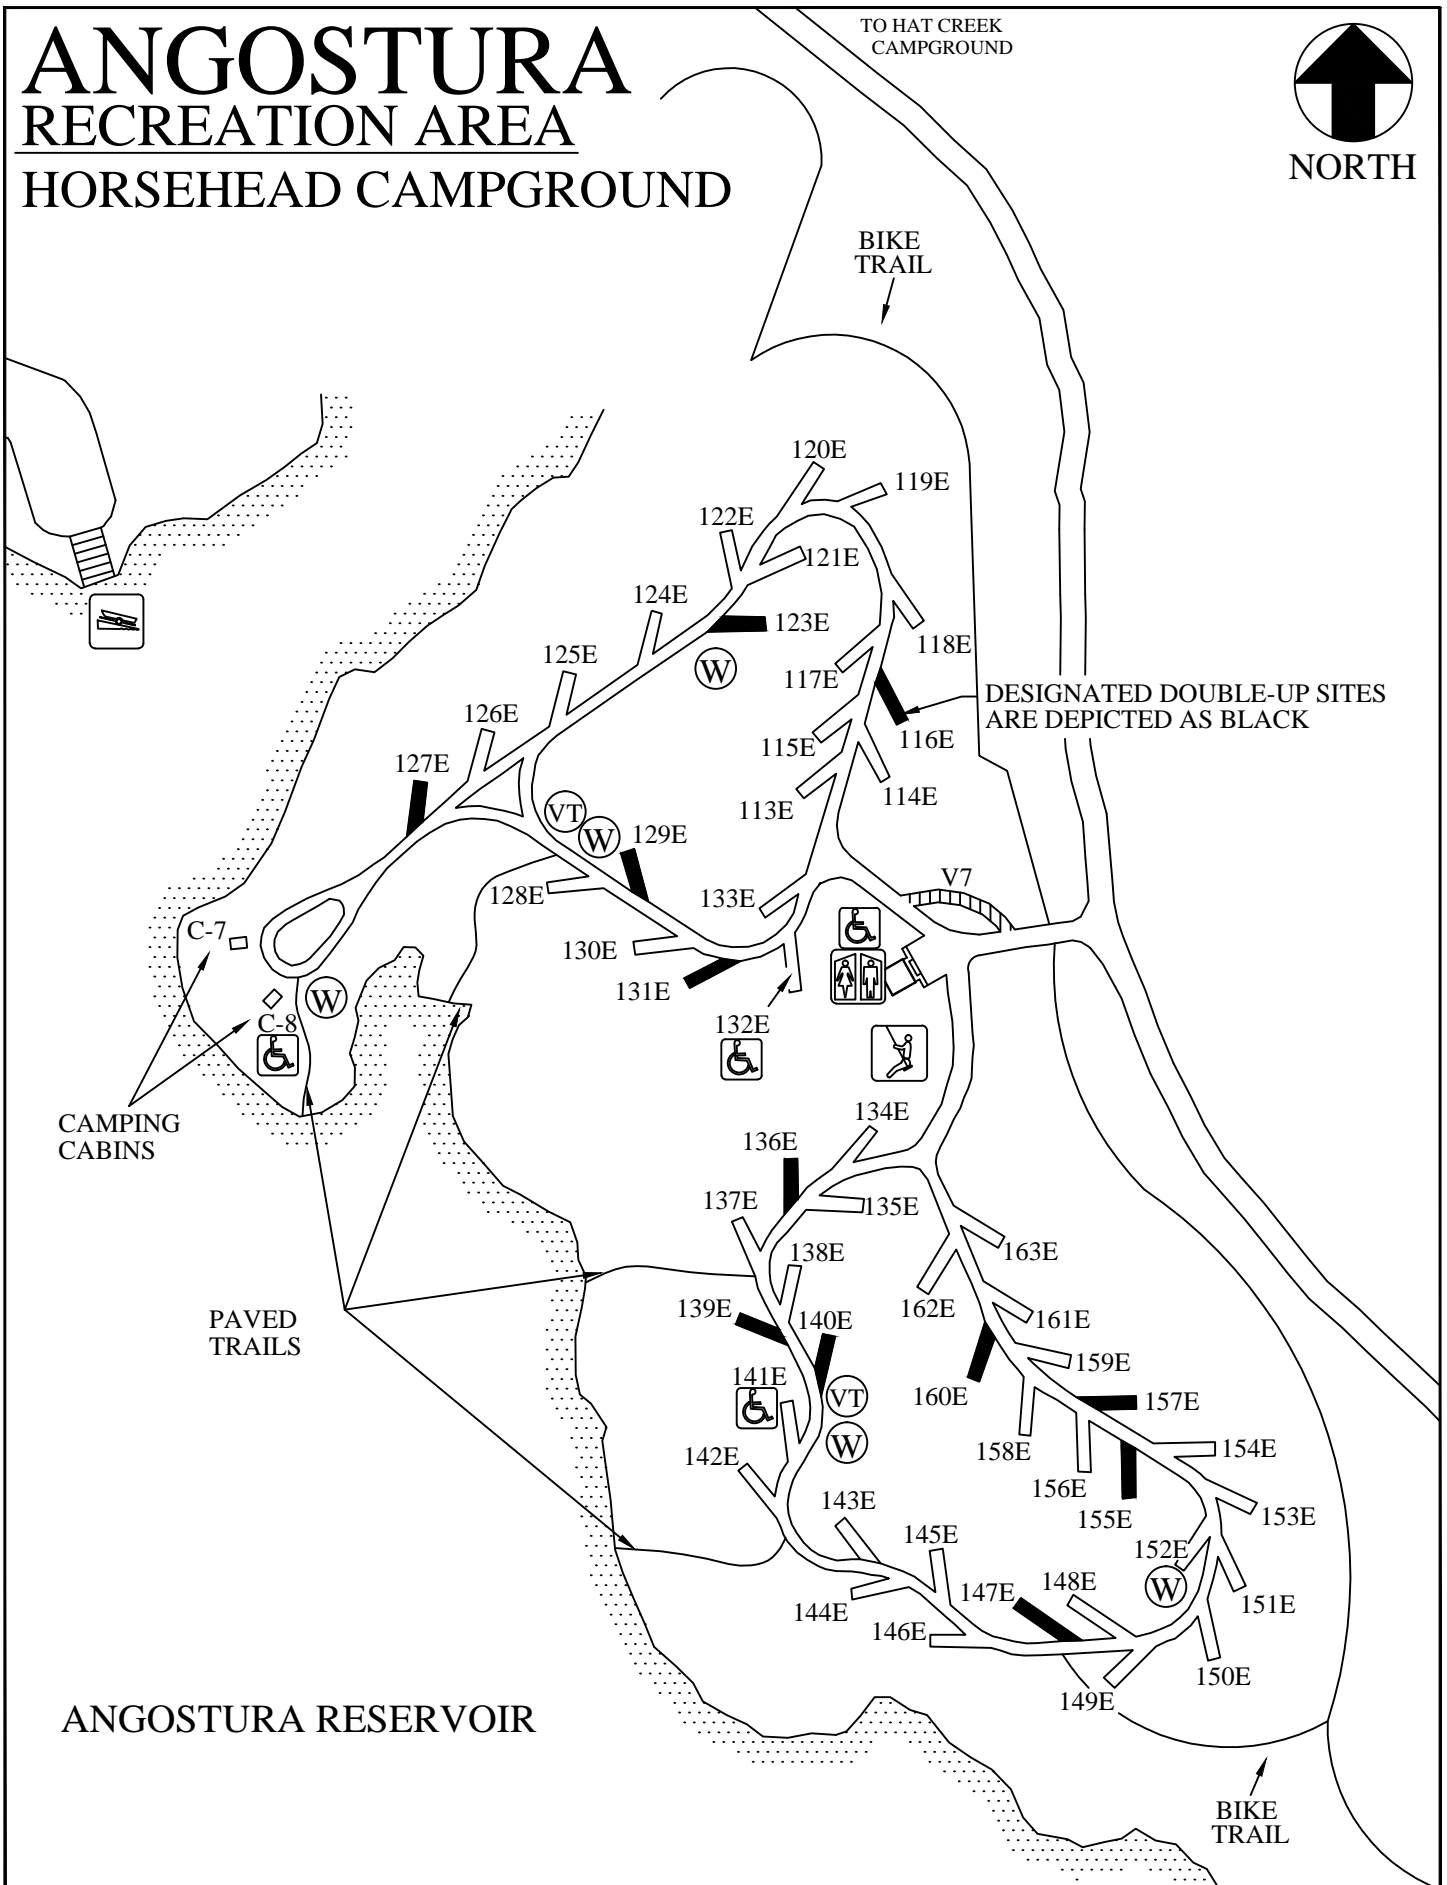 ANGOSTURA
RECREATION AREA
HORSEHEAD CAMPGROUND
TO HAT CREEK
CAMPGROUND
NORTH
BIKE
TRAIL
120E
119E
122E
121E
124E
123E
118E
W
125E
117E
DESIGNATED DOUBLE-UP SITES
ARE DEPICTED AS BLACK
126E
115E
116E
127E
114E
113E
VT
W
129E
V7
128E
133E
C-7
130E
131E
W
C-8
132E
CAMPING
CABINS
134E
136E
137E
135E
138E
163E
139E
140E
162E
161E
PAVED
TRAILS
159E
141E
160E
VT
157E
W
142E
158E
154E
156E
143E
155E
153E
145E
152E
147E
148E
W
144E
151E
146E
150E
149E
ANGOSTURA RESERVOIR
BIKE
TRAIL